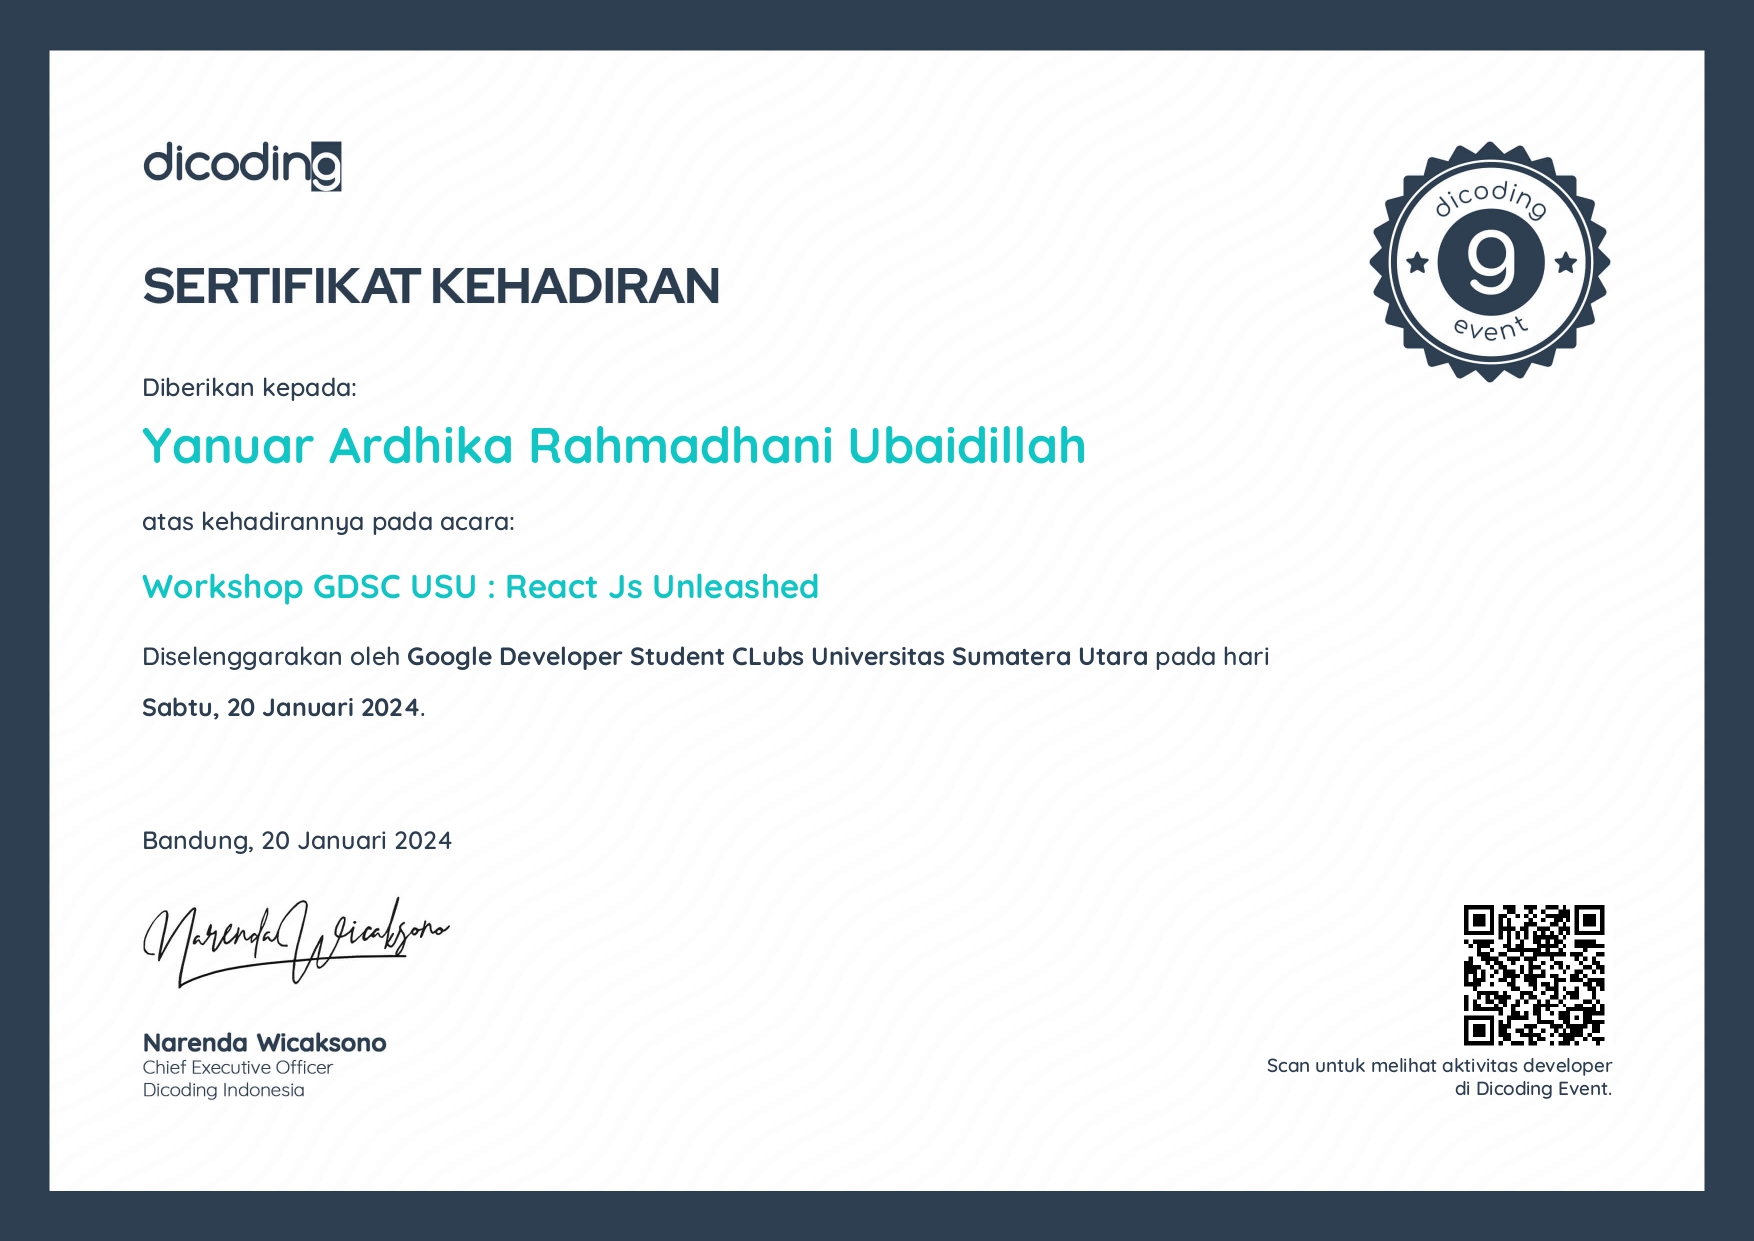 dicoding
SERTIFIKAT KEHADIRAN
dicoding
g
event
Diberikan kepada:
Yanuar Ardhika Rahmadhani Ubaidillah
atas kehadirannya pada acara:
Workshop GDSC USU : React Js Unleashed
Diselenggarakan oleh Google Developer Student CLubs Universitas Sumatera Utara pada hari
Sabtu, 20 Januari 2024.
Bandung, 20 Januari 2024
Narenda Wicaksono
Narenda Wicaksono
Chief Executive Officer
Dicoding Indonesia
Scan untuk melihat aktivitas developer
di Dicoding Event.